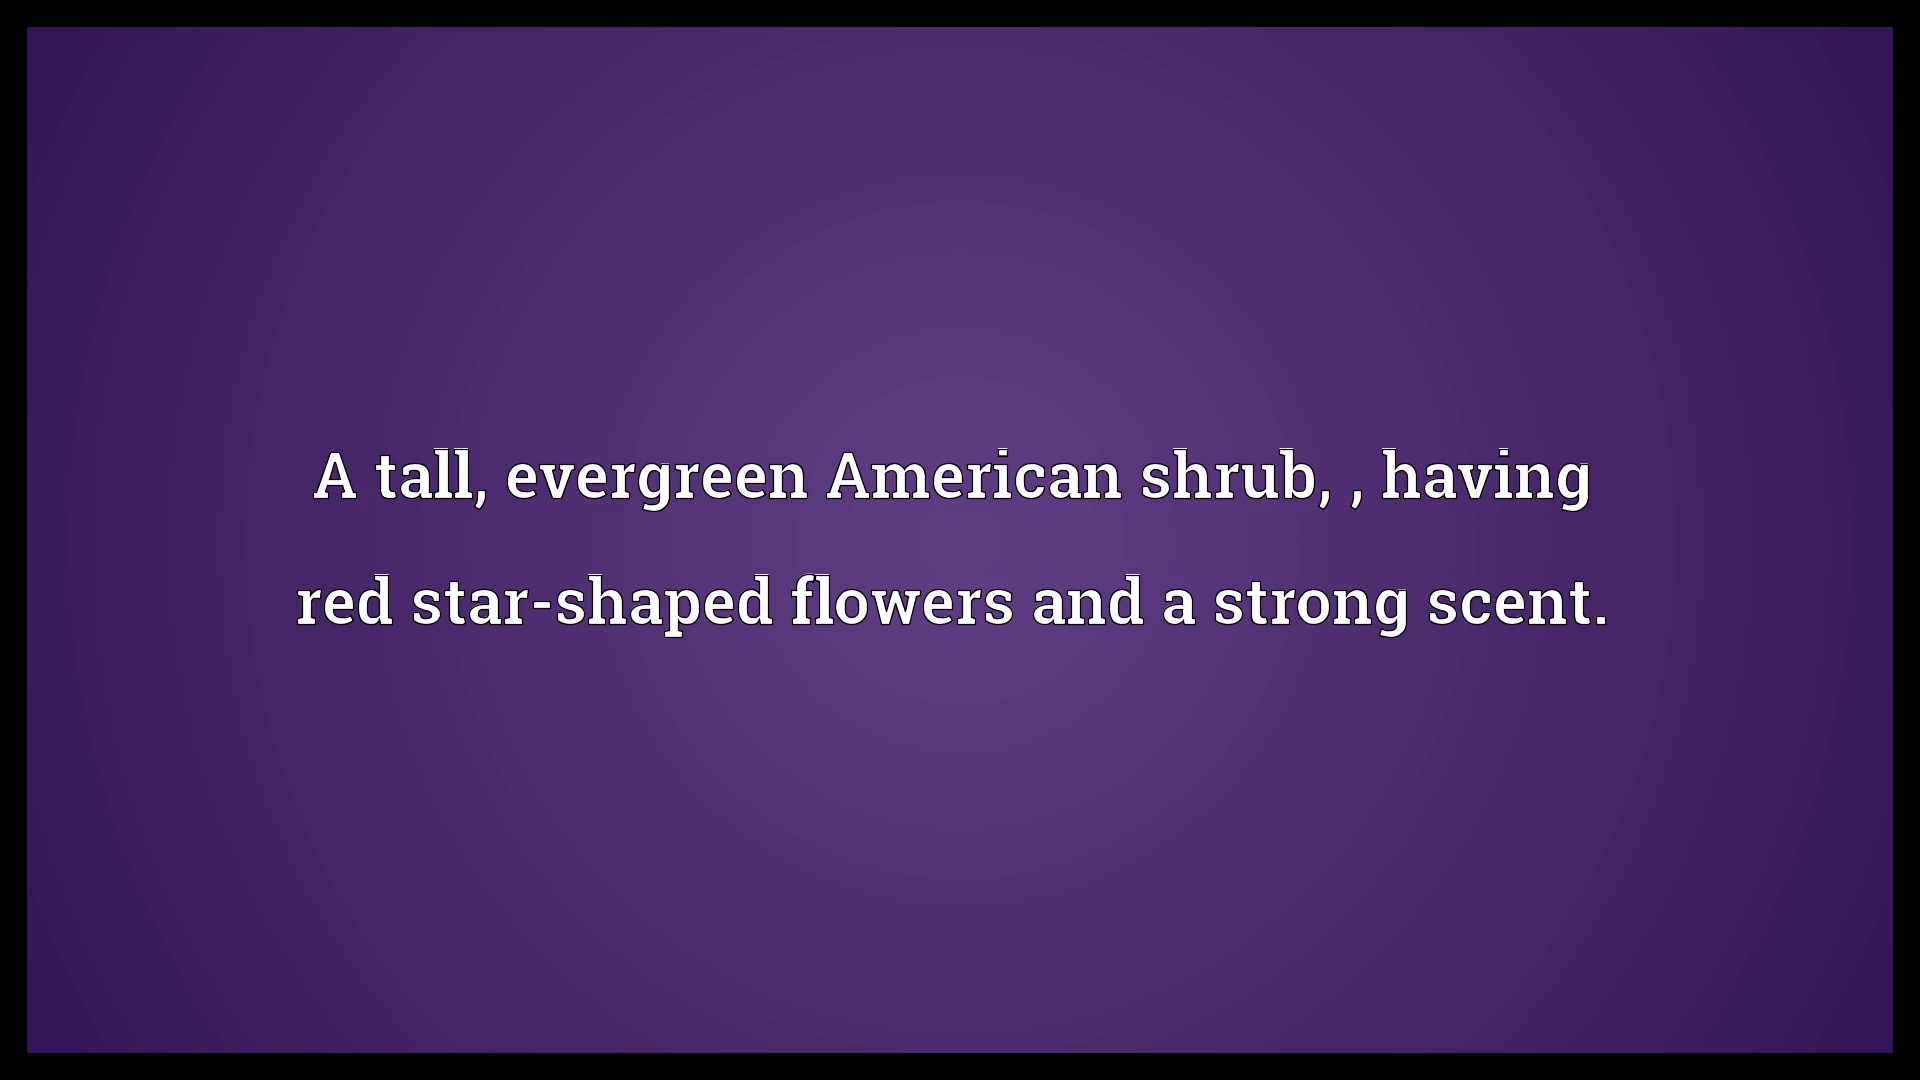 A tall, evergreen American shrub, , having
red star-shaped flowers and a strong scent.